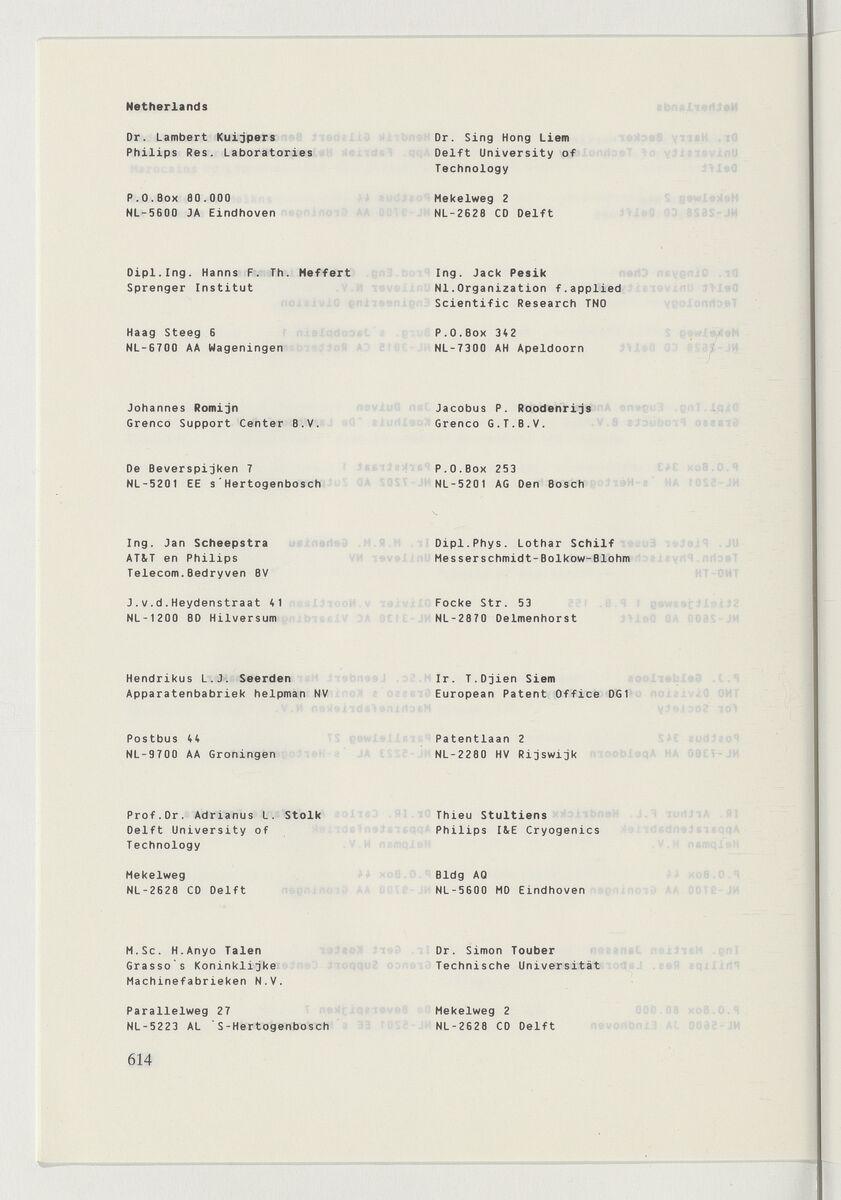 Netherlands
Dr. Lambert Kuijpers
Philips Res. Laboratories
P.O.Box 80.000
NL-5600 JA Eindhoven
Dr. Sing Hong Liem
Delft University of
Technology
Mekelweg 2
NL-2628 CD Delft
Dipl.Ing. Hanns F. Th. Meffert
Sprenger Institut
Haag Steeg 6
NL-6700 AA Wageningen
Ing. Jack Pesik
Nl.Organization f.applied
Scientific Research TNO
P.O.Box 342
NL-7300 AH Apeldoorn
Johannes Romijn
Grenco Support Center B.V.
De Beverspijken 7
NL-5201 EE s´Hertogenbosch
Jacobus P. Roodenrijs
Grenco G.T.B.V.
P.O.Box 253
NL-5201 AG Den Bosch
Ing. Jan Scheepstra
AT&T en Philips
Telecom.Bedryven BV
J.v.d.Heydenstraat 41
NL-1200 BD Hilversum
Dipl.Phys. Lothar Schilf
Messerschmidt-Bolkow-Blohm
Focke Str. 53
NL-2870 Delmenhorst
Hendrikus L.J. Seerden
Apparatenbabriek helpman NV
Postbus 44
NL-9700 AA Groningen
Ir. T.Djien Siem
European Patent Office DG1
Patentlaan 2
NL-2280 HV Rijswijk
Prof.Dr. Adrianus L. Stolk
Delft University of
Technology
Mekelweg
NL-2628 CD Delft
Thieu Stultiens
Philips I&E Cryogenics
Bldg AQ
NL-5600 MD Eindhoven
M.Sc. H.Anyo Talen
Grasso´s Koninklijke
Machinefabrieken N.V.
Parallelweg 27
NL-5223 AL ´S-Hertogenbosch
Dr. Simon Touber
Technische Universität
Mekelweg 2
NL-2628 CD Delft
614